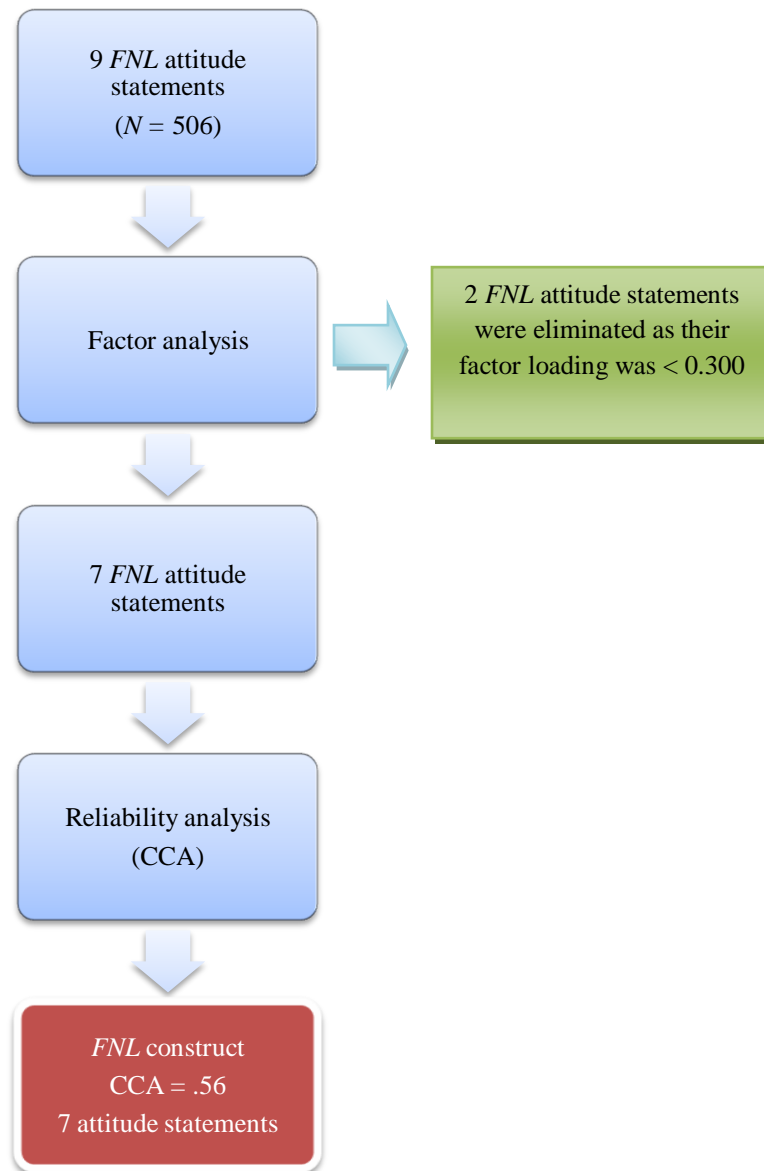 9 FNL attitude
statements
(N = 506)
Factor analysis
2 FNL attitude statements
were eliminated as their
factor loading was < 0.300
7 FNL attitude
statements
Reliability analysis
(CCA)
FNL construct
CCA = .56
7 attitude statements